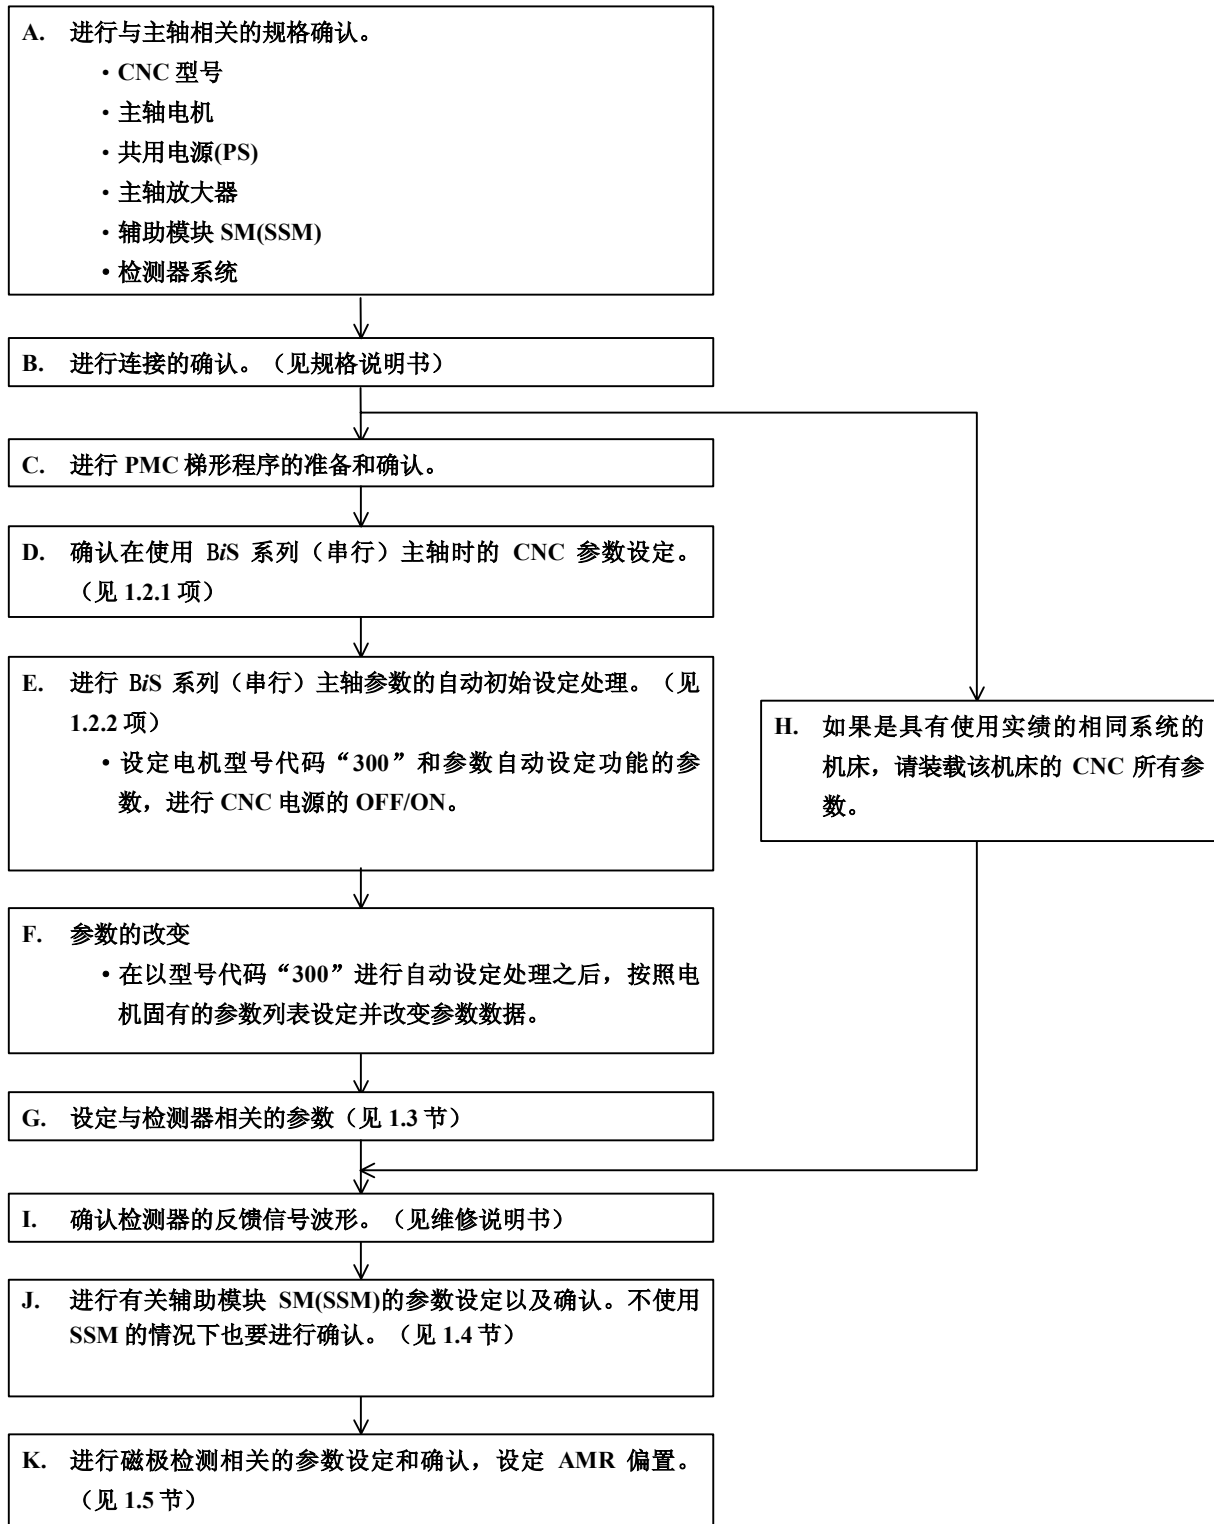 A. 进行与主轴相关的规格确认。
・CNC 型号
・主轴电机
・共用电源(PS)
・主轴放大器
・辅助模块 SM(SSM)
・检测器系统
B. 进行连接的确认。（见规格说明书）
C. 进行 PMC 梯形程序的准备和确认。
D. 确认在使用 BiS 系列（串行）主轴时的 CNC 参数设定。
（见 1.2.1 项）
E. 进行 BiS 系列（串行）主轴参数的自动初始设定处理。（见
1.2.2 项）
・设定电机型号代码“300”和参数自动设定功能的参
数，进行 CNC 电源的 OFF/ON。
F. 参数的改变
・在以型号代码“300”进行自动设定处理之后，按照电
机固有的参数列表设定并改变参数数据。
G. 设定与检测器相关的参数（见 1.3 节）
H. 如果是具有使用实绩的相同系统的
机床，请装载该机床的 CNC 所有参
数。
I. 确认检测器的反馈信号波形。（见维修说明书）
J. 进行有关辅助模块 SM(SSM)的参数设定以及确认。不使用
SSM 的情况下也要进行确认。（见 1.4 节）
K. 进行磁极检测相关的参数设定和确认，设定 AMR 偏置。
（见 1.5 节）